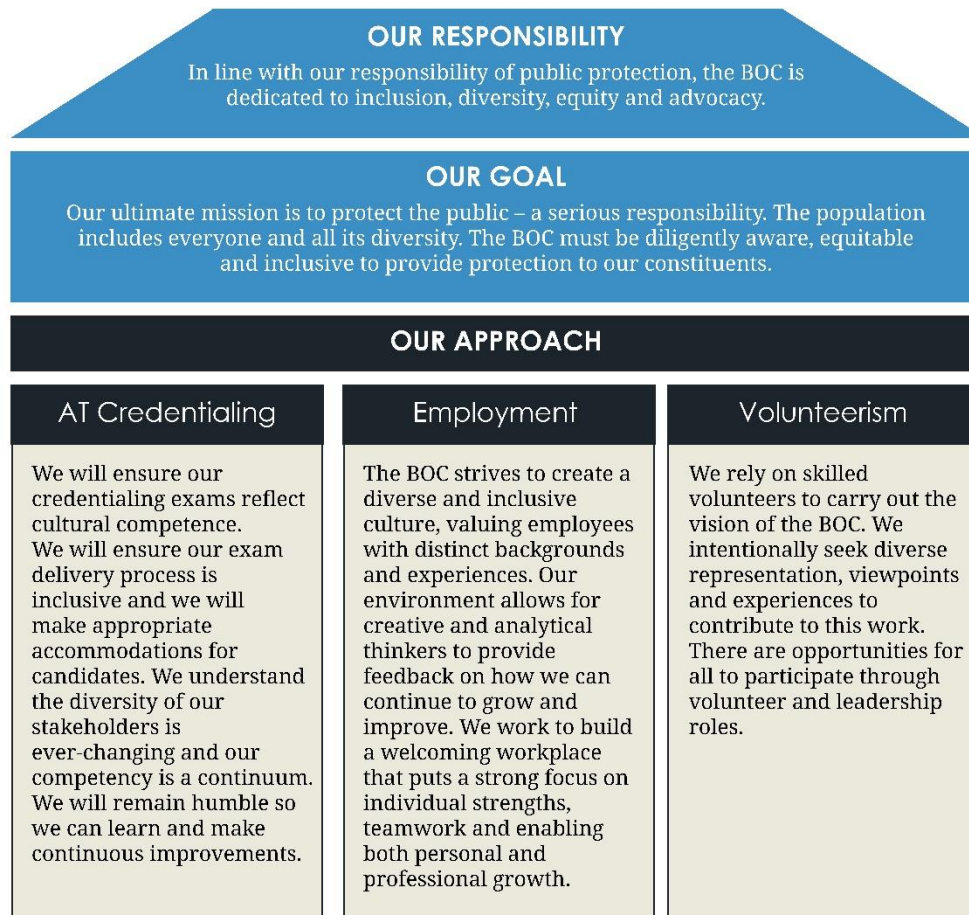 OUR RESPONSIBILITY
In line with our responsibility of public protection, the BOC is
dedicated to inclusion, diversity, equity and advocacy.
OUR GOAL
Our ultimate mission is to protect the public – a serious responsibility. The population
includes everyone and all its diversity. The BOC must be diligently aware, equitable
and inclusive to provide protection to our constituents.
OUR APPROACH
AT Credentialing
We will ensure our
credentialing exams reflect
cultural competence.
We will ensure our exam
delivery process is
inclusive and we will
make appropriate
accommodations for
candidates. We understand
the diversity of our
stakeholders is
ever-changing and our
competency is a continuum.
We will remain humble so
we can learn and make
continuous improvements.
Employment
The BOC strives to create a
diverse and inclusive
culture, valuing employees
with distinct backgrounds
and experiences. Our
environment allows for
creative and analytical
thinkers to provide
feedback on how we can
continue to grow and
improve. We work to build
a welcoming workplace
that puts a strong focus on
individual strengths,
teamwork and enabling
both personal and
professional growth.
Volunteerism
We rely on skilled
volunteers to carry out the
vision of the BOC. We
intentionally seek diverse
representation, viewpoints
and experiences to
contribute to this work.
There are opportunities for
all to participate through
volunteer and leadership
roles.